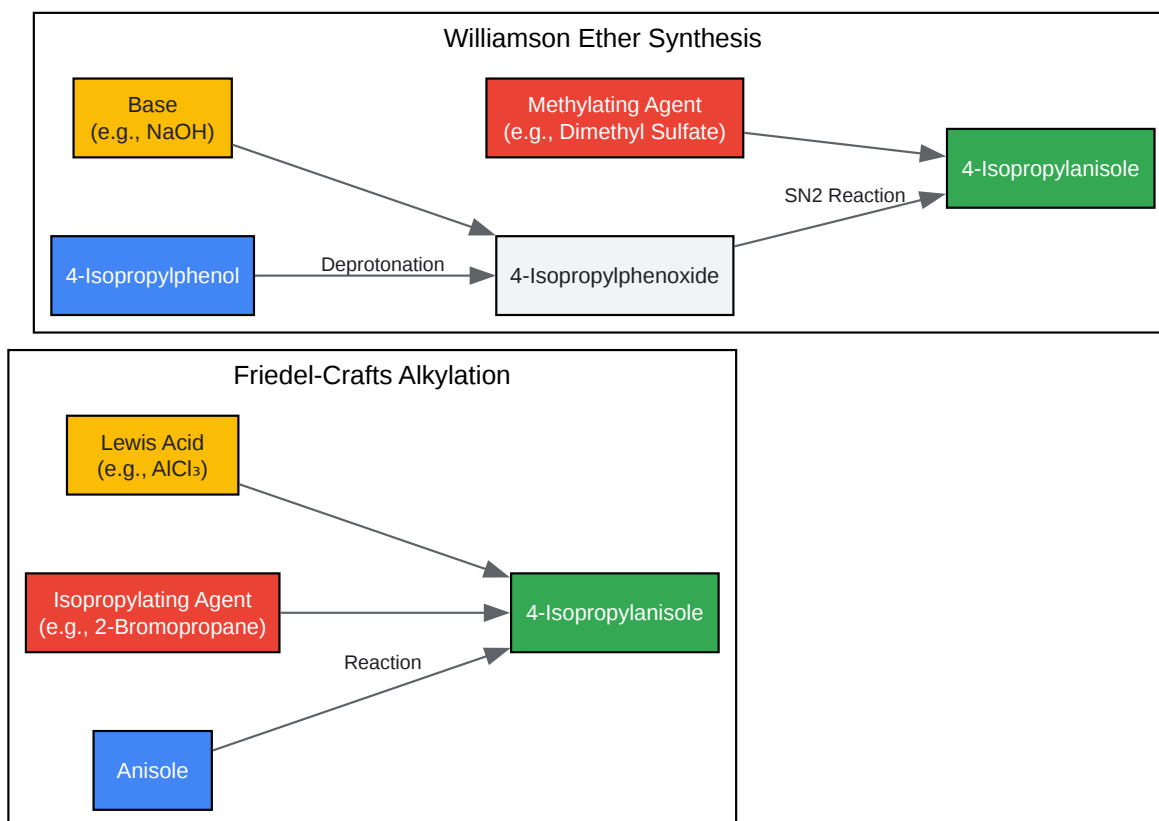 Williamson Ether Synthesis
Base
(e.g., NaOH)
Methylating Agent
(e.g., Dimethyl Sulfate)
4-Isopropylanisole
SN2 Reaction
4-Isopropylphenol
Deprotonation
4-Isopropylphenoxide
Friedel-Crafts Alkylation
Lewis Acid
(e.g., AlCl₃)
Isopropylating Agent
(e.g., 2-Bromopropane)
4-Isopropylanisole
Reaction
Anisole